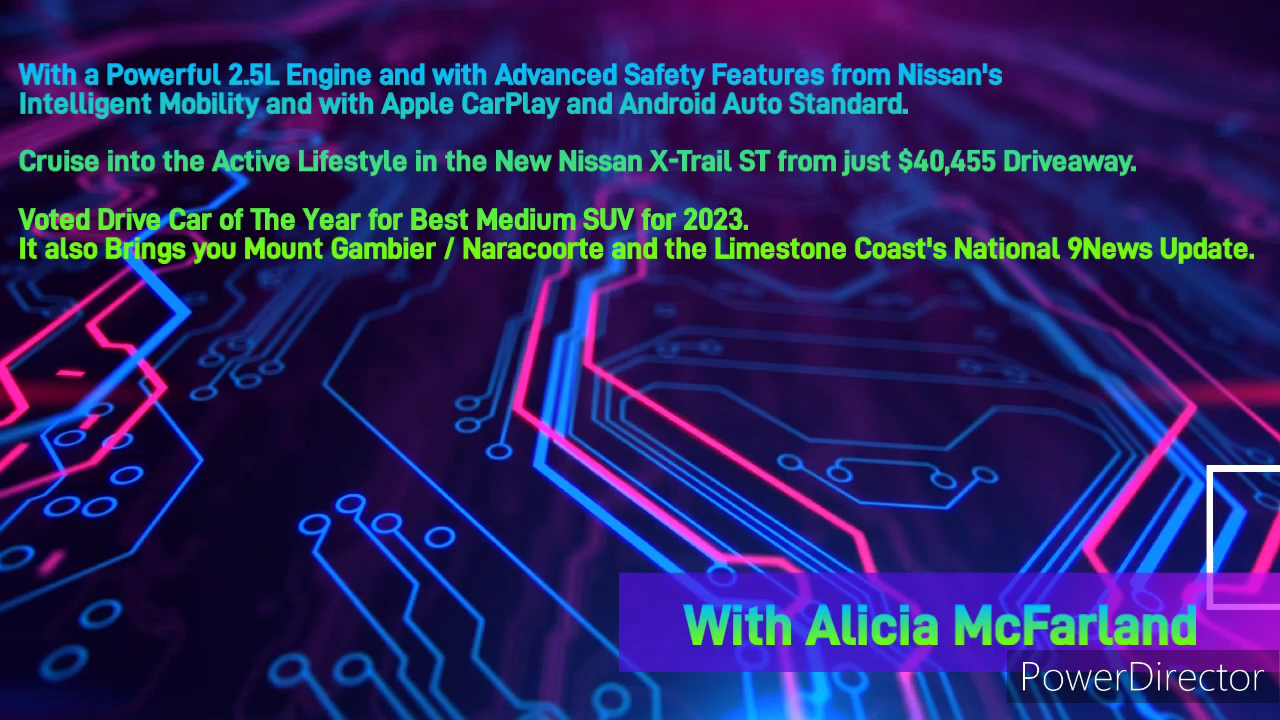 With a Powerful 2.5L Engine and with Advanced Safety Features from Nissan's
Intelligent Mobility and with Apple CarPlay and Android Auto Standard.
Cruise into the Active Lifestyle in the New Nissan X-Trail ST from just $40,455 Driveaway.
Voted Drive Car of The Year for Best Medium SUV for 2023.
It also Brings you Mount Gambier / Naracoorte and the Limestone Coast's National 9News Update.
With Alicia McFarland
PowerDirector